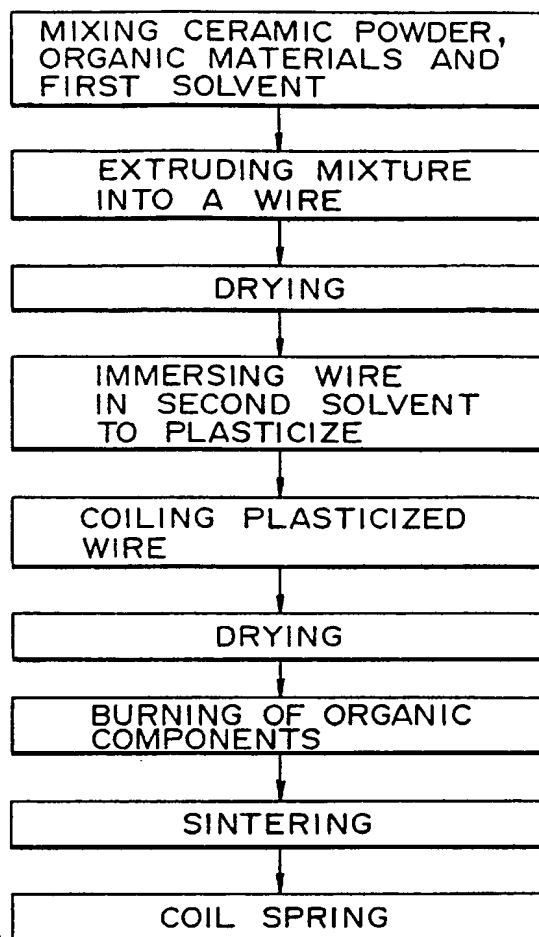 MIXING CERAMIC POWDER,
ORGANIC MATERIALS AND
FIRST SOLVENT
EXTRUDING MIXTURE
INTO A WIRE
DRYING
IMMERSING WIRE
IN SECOND SOLVENT
TO PLASTICIZE
COILING PLASTICIZED
WIRE
DRYING
BURNING OF ORGANIC
COMPONENTS
SINTERING
COIL SPRING